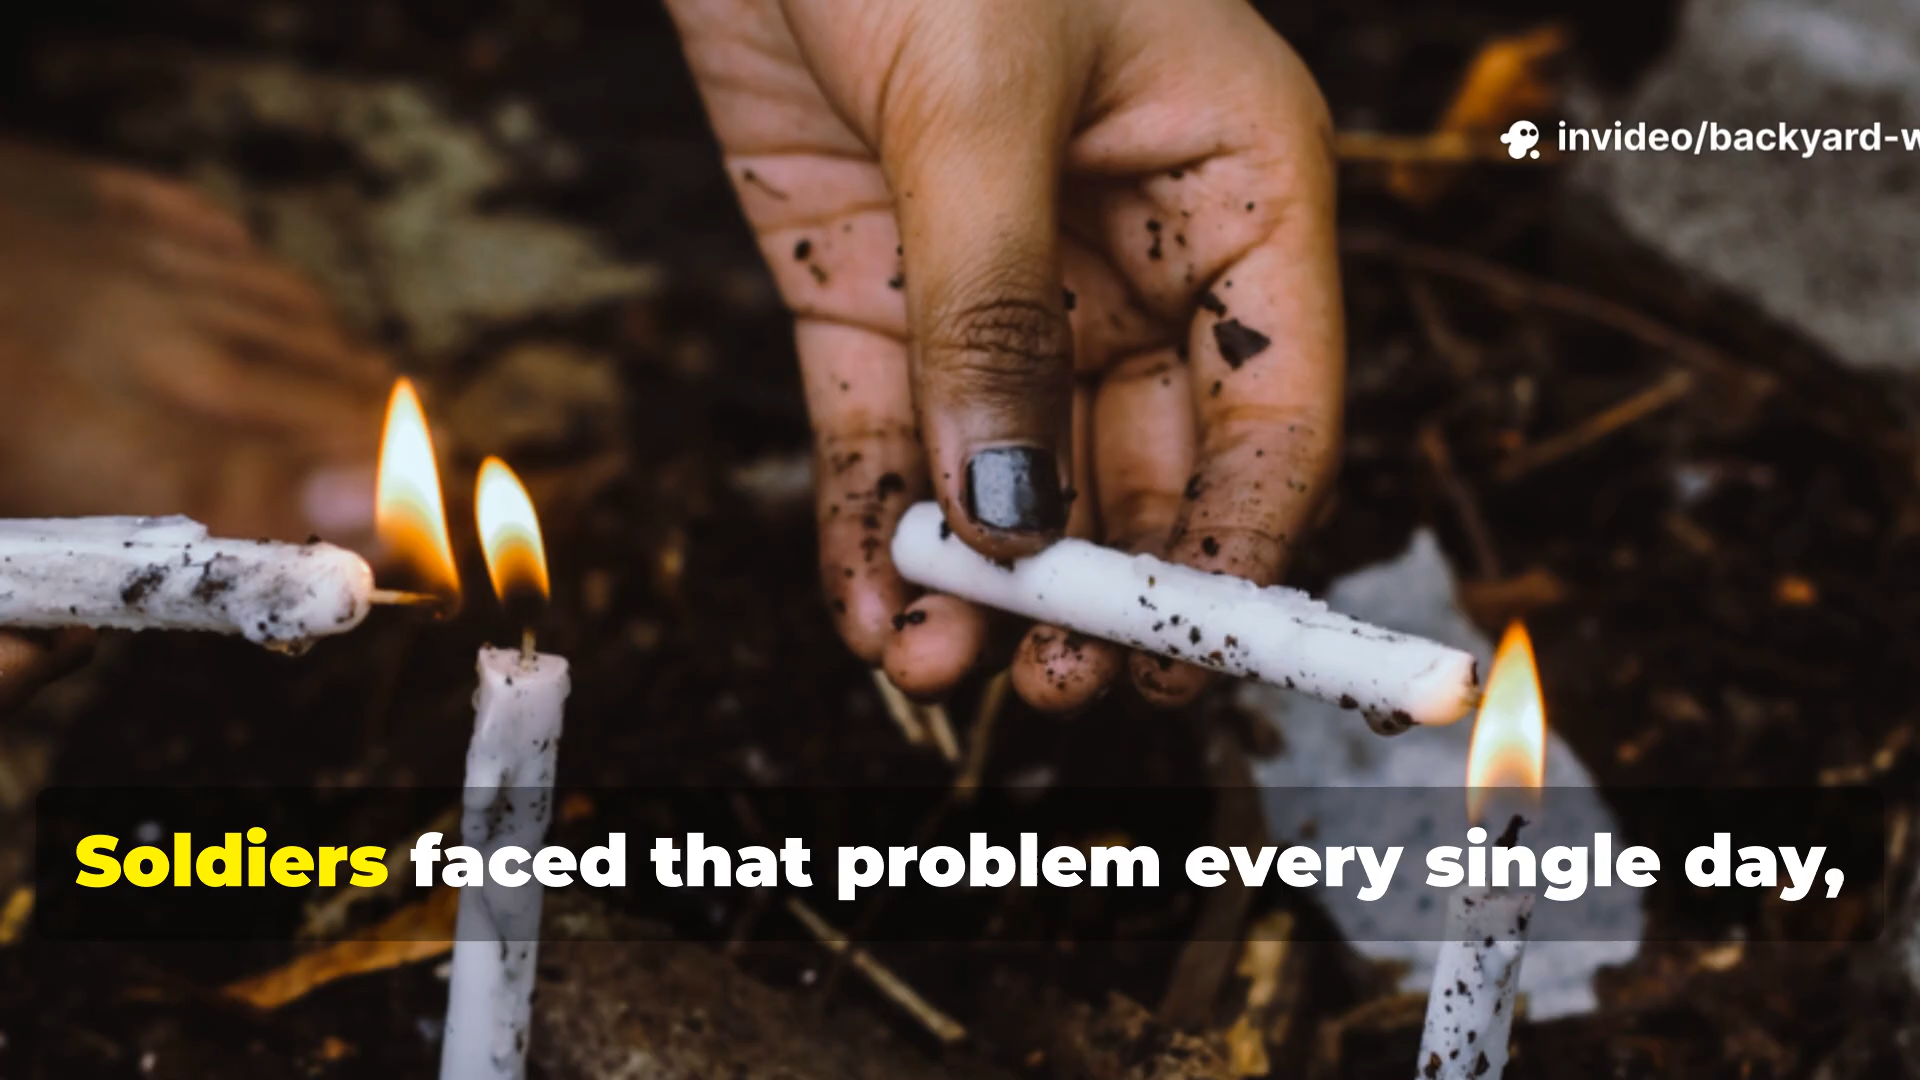 invideo/backyard-w
Soldiers faced that problem every single day,